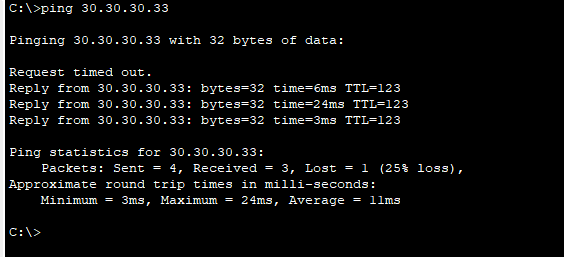 C:\>ping 30.30.30.33
Pinging 30.30.30.33 with 32 bytes of data:
Request timed out.
Reply from 30.30.30.33: bytes=32 time=6ms TTL=123
Reply from 30.30.30.33: bytes=32 time=24ms TTL=123
Reply from 30.30.30.33: bytes=32 time=3ms TTL=123
Ping statistics for 30.30.30.33:
    Packets: Sent = 4, Received = 3, Lost = 1 (25% loss),
Approximate round trip times in milli-seconds:
    Minimum = 3ms, Maximum = 24ms, Average = 11ms
C:\>